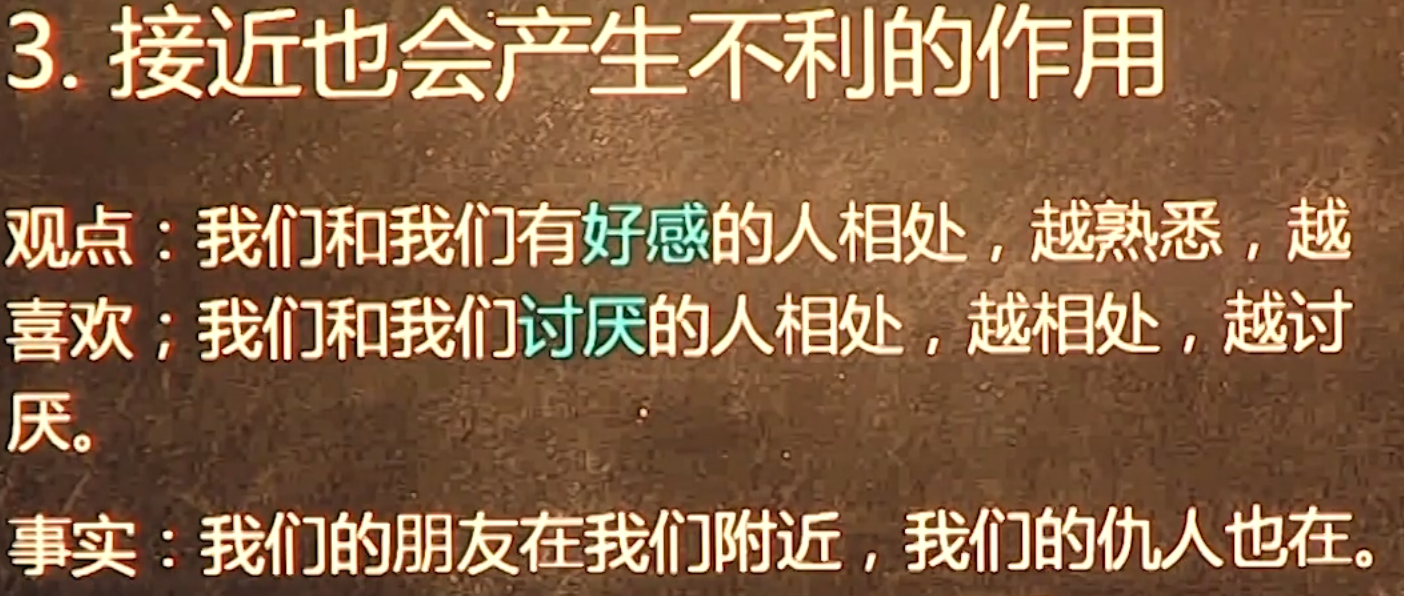 3. 接近也会产生不利的作用
观点：我们和我们有好感的人相处，越熟悉，越
喜欢；我们和我们讨厌的人相处，越相处，越讨
厌。
事实：我们的朋友在我们附近，我们的仇人也在。